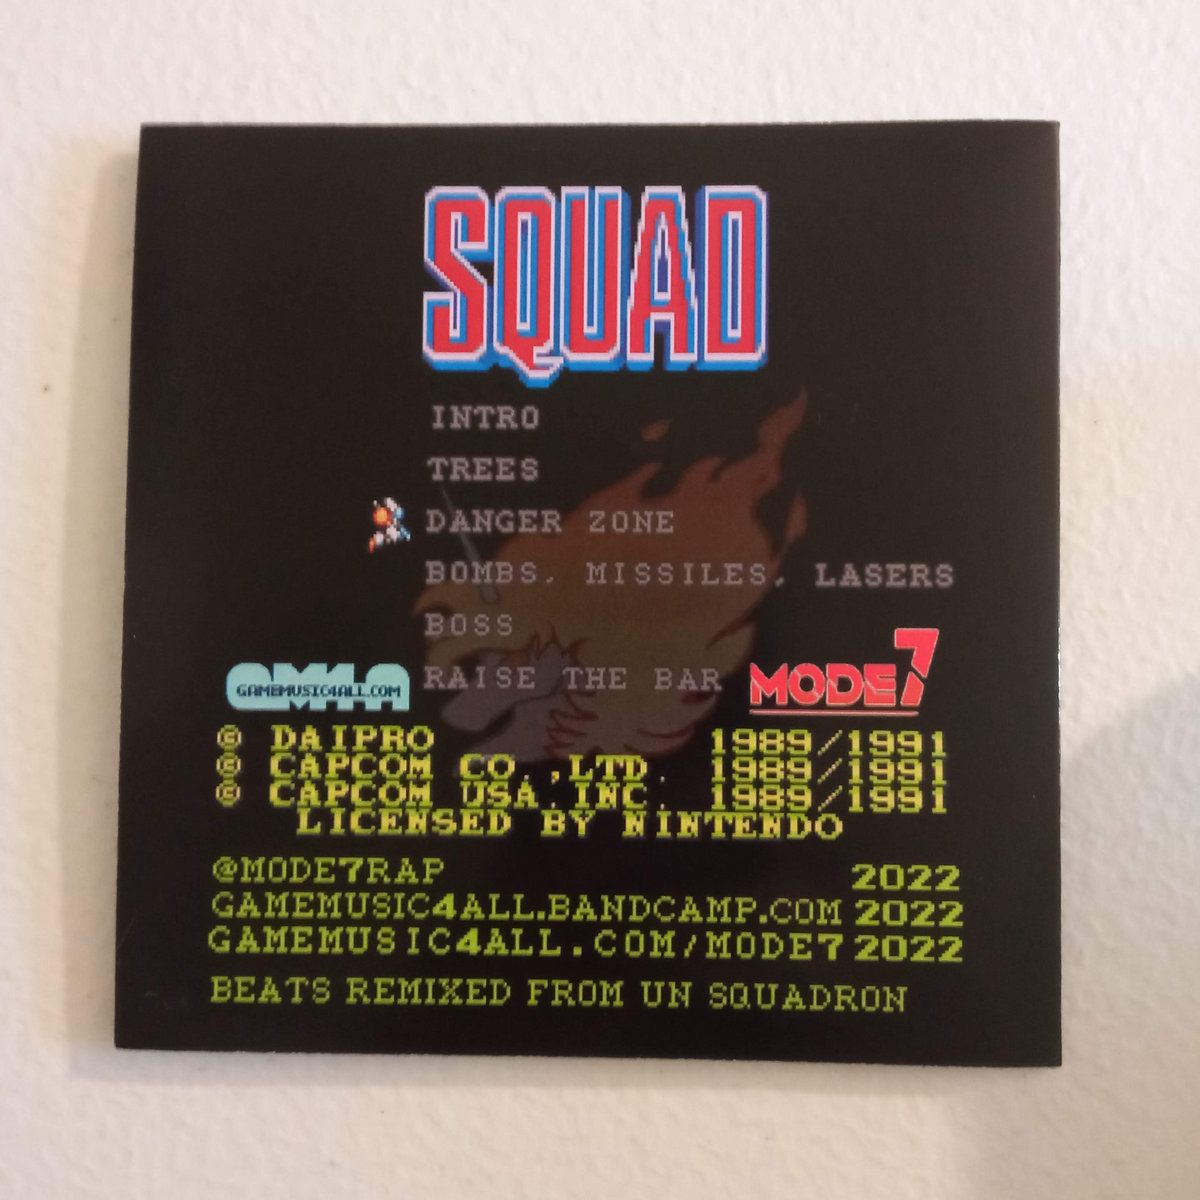 SQUAD
INTRO
TREES
DANGER ZONE
BOMBS, MISSILES, LASERS
BOSS
RAISE THE BAR
GAMEMUSIC4ALL.COM
MODE7
© DAIPRO 1989/1991
© CAPCOM CO.,LTD. 1989/1991
© CAPCOM USA.INC. 1989/1991
LICENSED BY NINTENDO
@MODE7RAP 2022
GAMEMUSIC4ALL.BANDCAMP.COM 2022
GAMEMUSIC4ALL.COM/MODE7 2022
BEATS REMIXED FROM UN SQUADRON